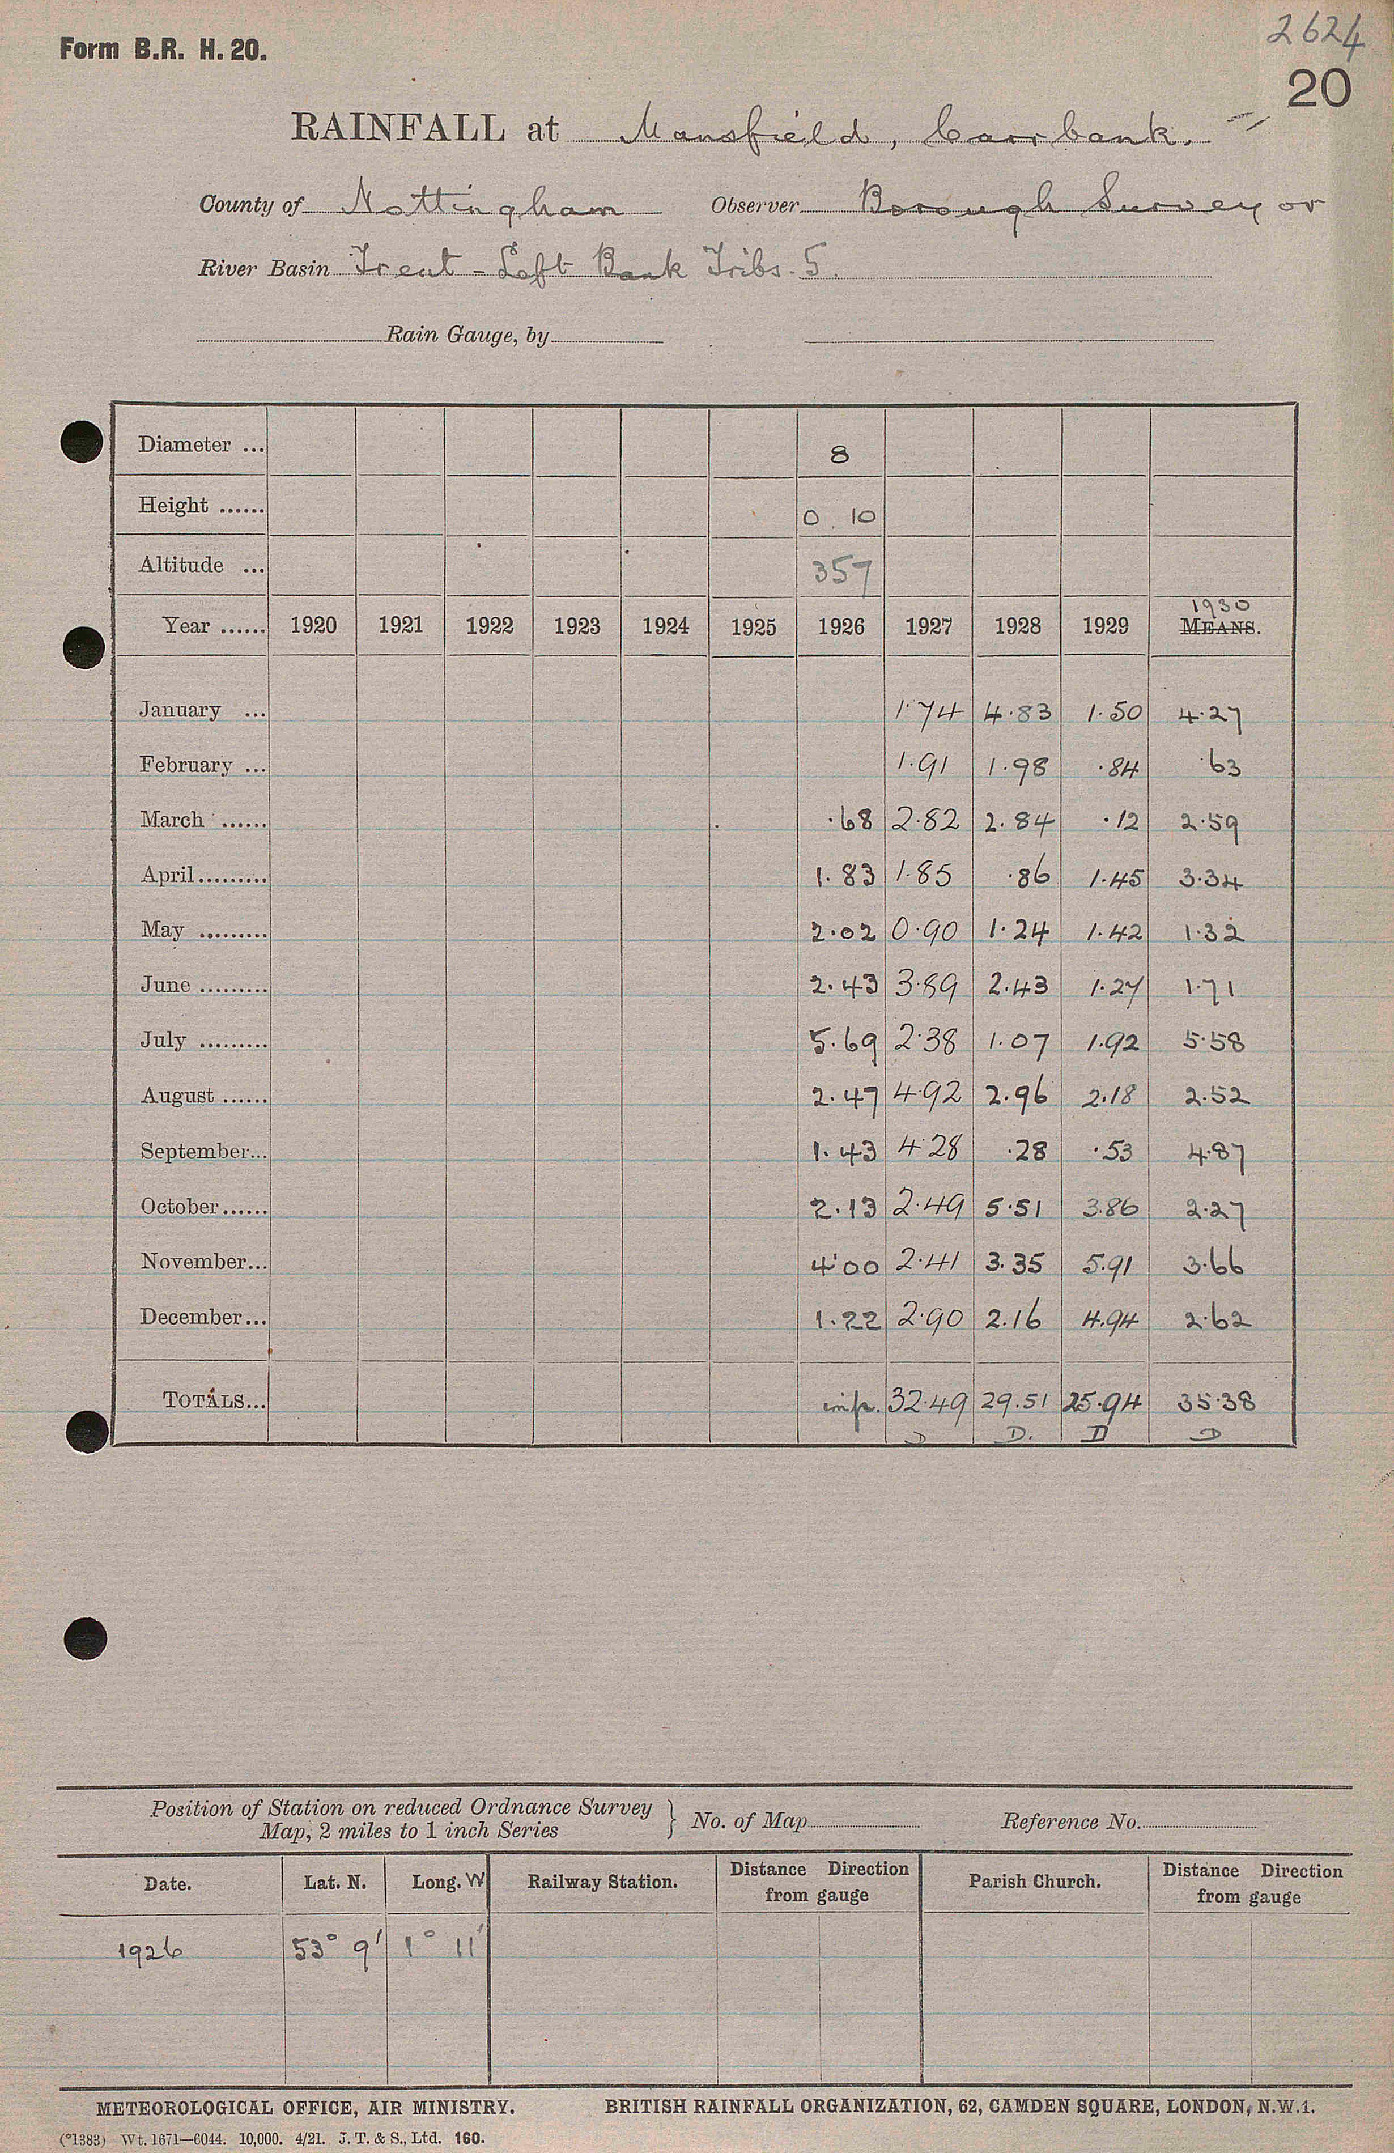 2624
Form B.R. H. 20.
20
RAINFALL at Mansfield, Carr bank.
County of Nottingham Observer Borough Surveyor
River Basin Trent - Left Bank Tribs. 5.
Rain Gauge, by
Diameter ... 8
Height ...... 0. 10
Altitude ... 357
1930
Year ...... 1920 1921 1922 1923 1924 1925 1926 1927 1928 1929 MEANS.
January ... 1.74 4.83 1.50 4.27
February ... 1.91 1.98 .84 .63
March ...... .68 2.82 2.84 .12 2.59
April......... 1.83 1.85 .86 1.45 3.34
May ......... 2.02 0.90 1.24 1.42 1.32
June ......... 2.43 3.89 2.43 1.27 1.71
July ......... 5.69 2.38 1.07 1.92 5.58
August ...... 2.47 4.92 2.96 2.18 2.52
September... 1.43 4.28 .28 .53 4.87
October...... 2.13 2.49 5.51 3.86 2.27
November... 4.00 2.41 3.35 5.91 3.66
December... 1.22 2.90 2.16 4.94 2.62
TOTALS... imp. 32.49 29.51 25.94 35.38
D D. D D
Position of Station on reduced Ordnance Survey
Map, 2 miles to 1 inch Series } No. of Map Reference No.
Date. Lat. N. Long. W Railway Station. Distance Direction from gauge Parish Church. Distance Direction from gauge
1926 53° 9' 1° 11'
METEOROLOGICAL OFFICE, AIR MINISTRY. BRITISH RAINFALL ORGANIZATION, 62, CAMDEN SQUARE, LONDON, N.W.1.
(*1383) Wt. 1671—6044. 10,000. 4/21. J. T. & S., Ltd. 160.